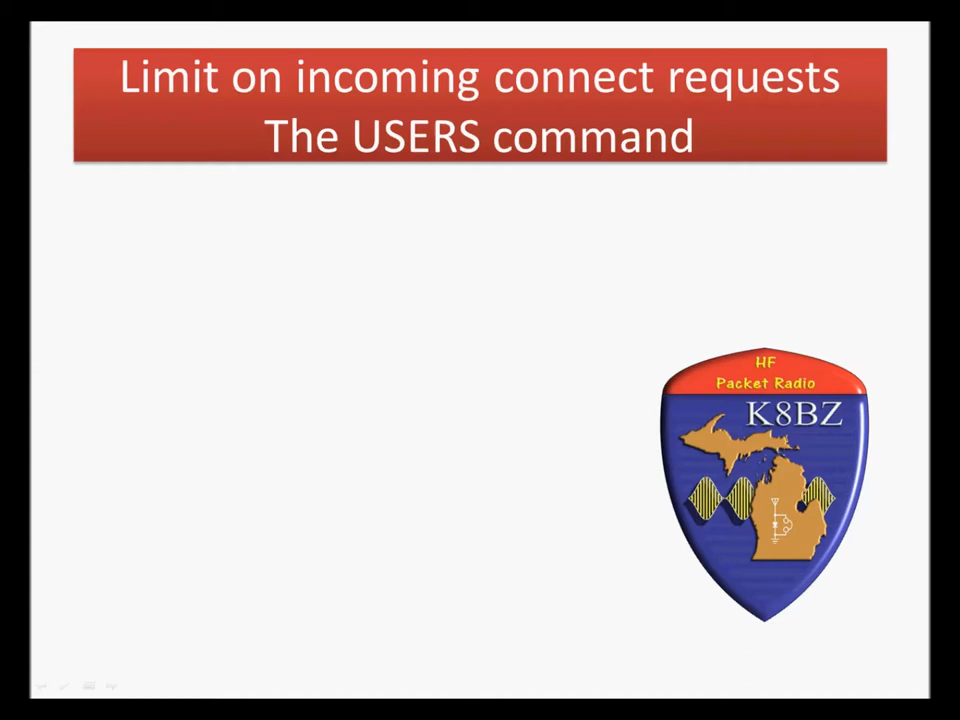 Limit on incoming connect requests
The USERS command
HF
Packet Radio
K8BZ